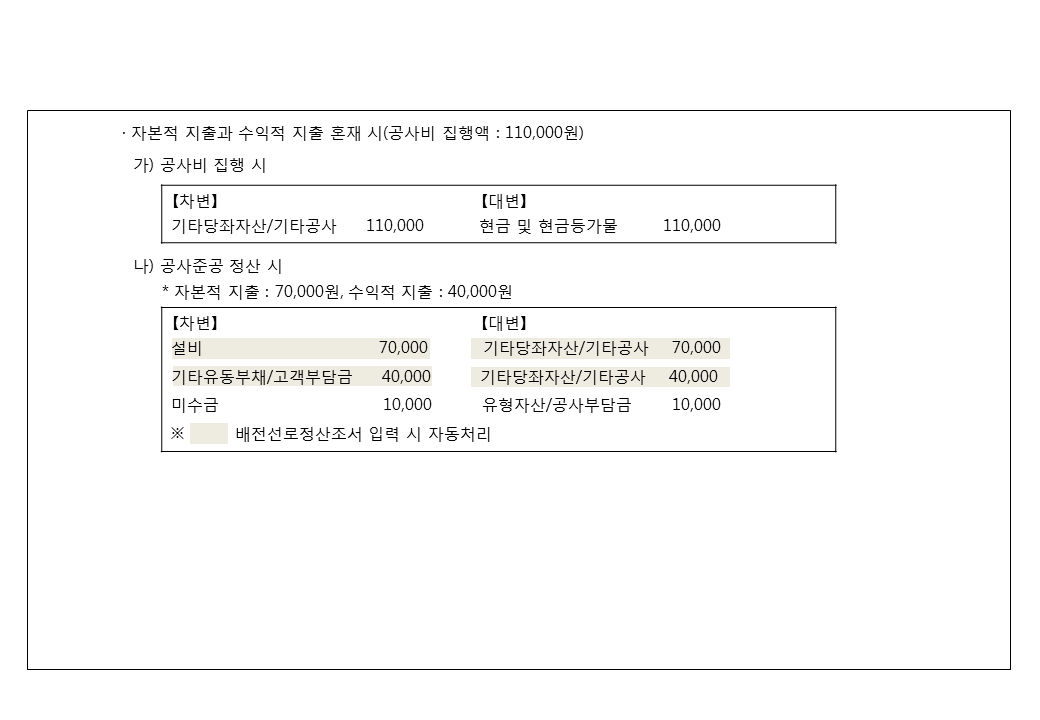 · 자본적 지출과 수익적 지출 혼재 시(공사비 집행액 : 110,000원)
가) 공사비 집행 시
【차변】 【대변】
기타당좌자산/기타공사 110,000 현금 및 현금등가물 110,000
나) 공사준공 정산 시
* 자본적 지출 : 70,000원, 수익적 지출 : 40,000원
【차변】 【대변】
설비 70,000 기타당좌자산/기타공사 70,000
기타유동부채/고객부담금 40,000 기타당좌자산/기타공사 40,000
미수금 10,000 유형자산/공사부담금 10,000
※ 배전선로정산조서 입력 시 자동처리